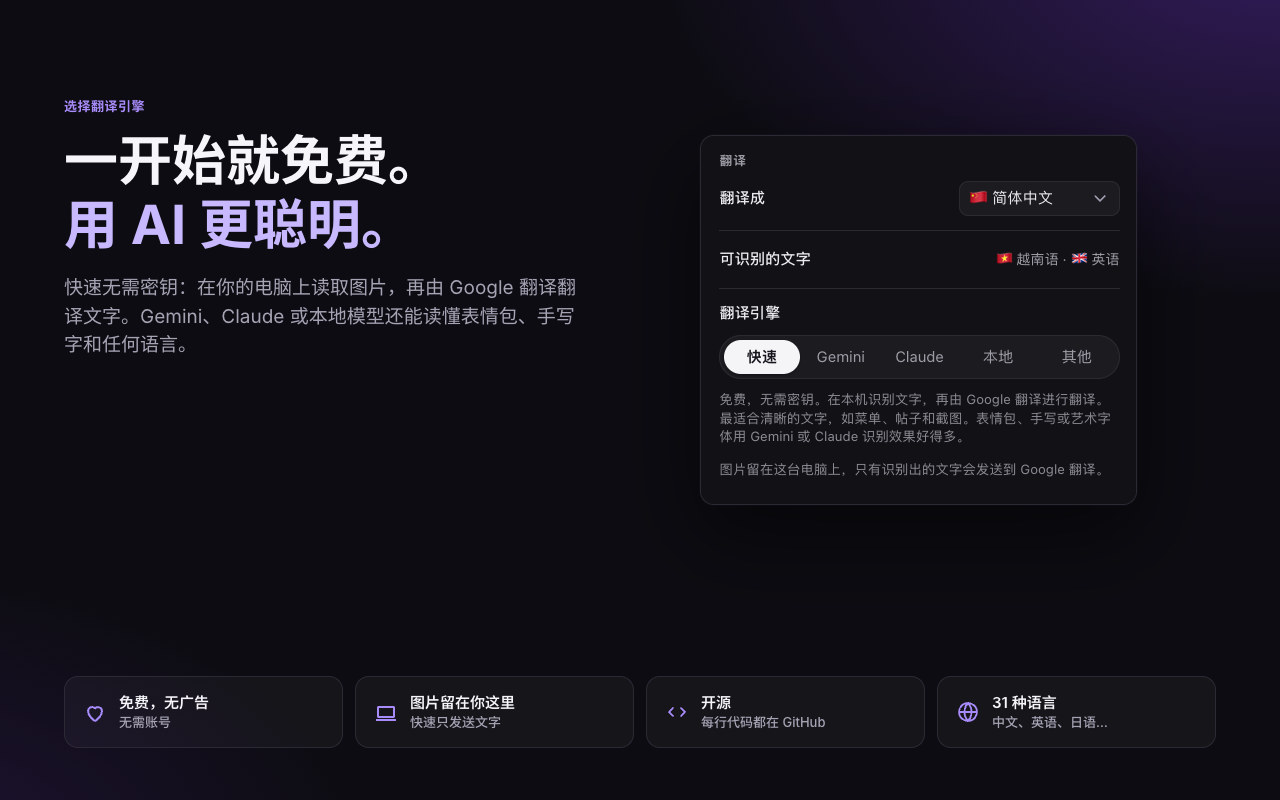 选择翻译引擎
一开始就免费。
用 AI 更聪明。
快速无需密钥：在你的电脑上读取图片，再由 Google 翻译翻
译文字。Gemini、Claude 或本地模型还能读懂表情包、手写
字和任何语言。
翻译
翻译成
🇨🇳 简体中文
可识别的文字
🇻🇳 越南语 · 🇬🇧 英语
翻译引擎
快速 Gemini Claude 本地 其他
免费，无需密钥。在本机识别文字，再由 Google 翻译进行翻译。
最适合清晰的文字，如菜单、帖子和截图。表情包、手写或艺术字
体用 Gemini 或 Claude 识别效果好得多。
图片留在这台电脑上，只有识别出的文字会发送到 Google 翻译。
免费，无广告
无需账号
图片留在你这里
快速只发送文字
开源
每行代码都在 GitHub
31 种语言
中文、英语、日语...